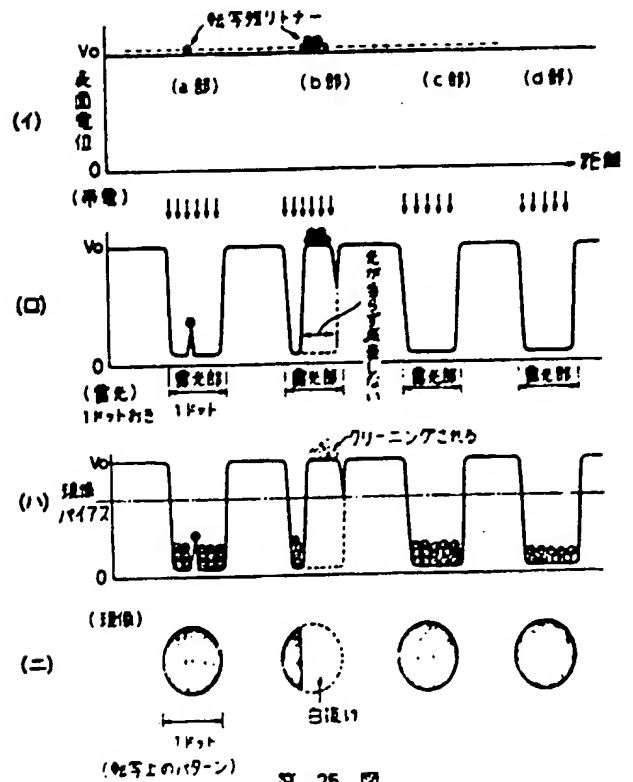 転写残りトナー
Vo
(a部) (b部) (c部) (d部)
(イ)
表面電位
0
距離
(帯電)
Vo
(ロ)
光が当らず減衰しない
0
露光部 露光部 露光部 露光部
(露光)
1ドットおき
1ドット
クリーニングされる
Vo
(ハ)
現像バイアス
0
(現像)
(ニ)
白抜け
1ドット
(転写上のパターン)
第 25 図